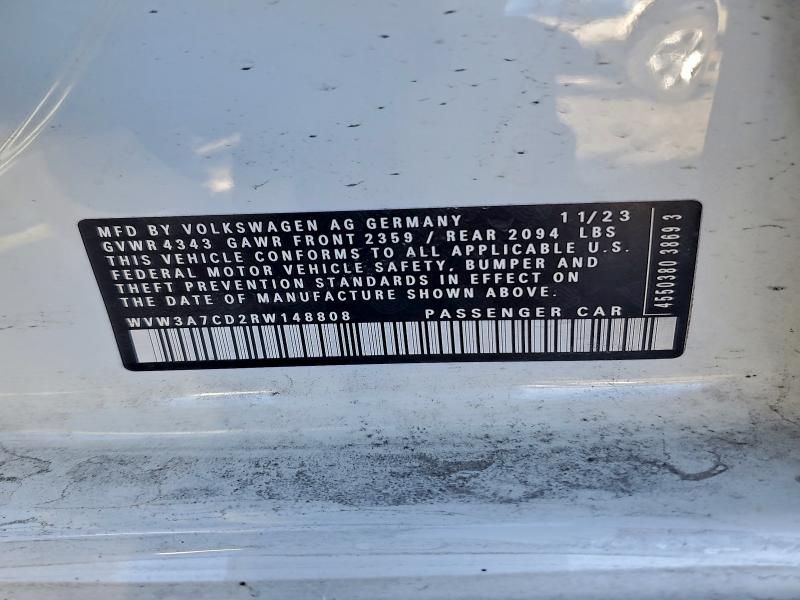 MFD BY VOLKSWAGEN AG GERMANY 11/23
GVWR 4343 GAWR FRONT 2359 / REAR 2094 LBS
THIS VEHICLE CONFORMS TO ALL APPLICABLE U.S.
FEDERAL MOTOR VEHICLE SAFETY, BUMPER AND
THEFT PREVENTION STANDARDS IN EFFECT ON
THE DATE OF MANUFACTURE SHOWN ABOVE.
WVW3A7CD2RW148808 PASSENGER CAR
4550380 3869 3